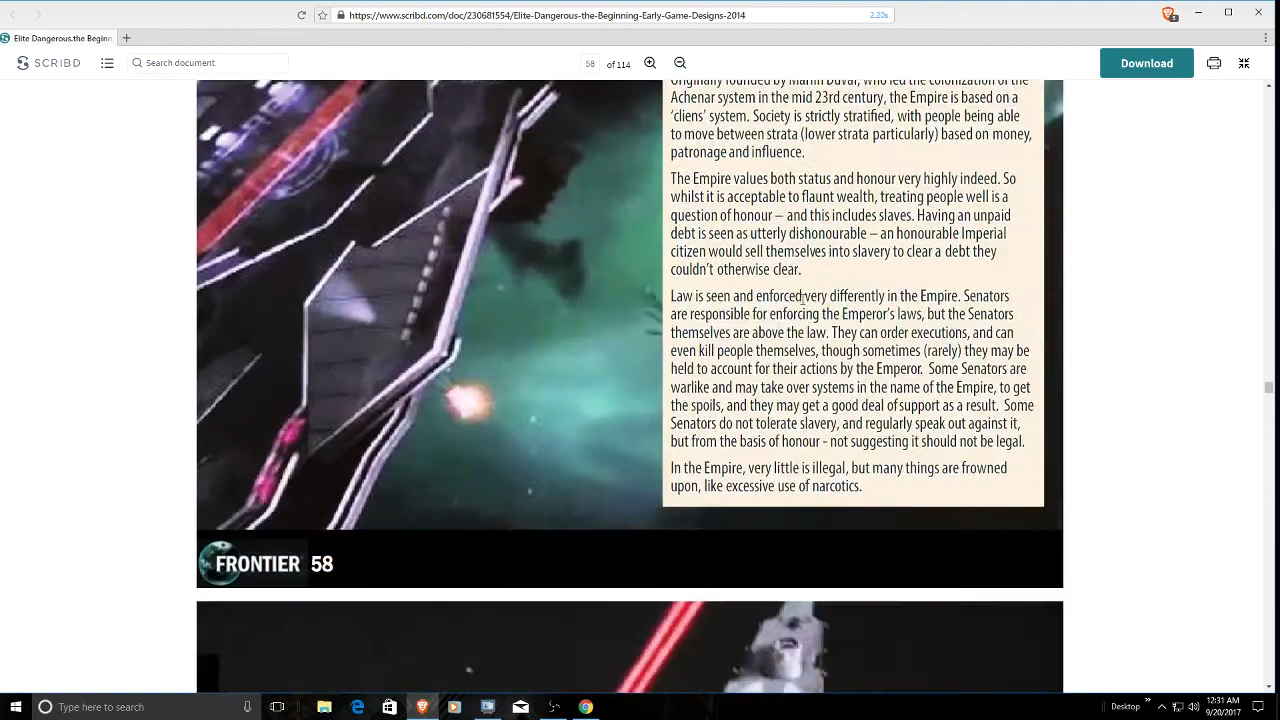 https://www.scribd.com/doc/230681554/Elite-Dangerous-the-Beginning-Early-Game-Designs-2014
2.20s
Elite Dangerous.the Beginn
SCRIBD
Search document
58
of 114
Download
Originally founded by Marlin Duval, who led the colonization of the
Achenar system in the mid 23rd century, the Empire is based on a
‘cliens’ system. Society is strictly stratified, with people being able
to move between strata (lower strata particularly) based on money,
patronage and influence.
The Empire values both status and honour very highly indeed. So
whilst it is acceptable to flaunt wealth, treating people well is a
question of honour – and this includes slaves. Having an unpaid
debt is seen as utterly dishonourable – an honourable Imperial
citizen would sell themselves into slavery to clear a debt they
couldn’t otherwise clear.
Law is seen and enforced very differently in the Empire. Senators
are responsible for enforcing the Emperor’s laws, but the Senators
themselves are above the law. They can order executions, and can
even kill people themselves, though sometimes (rarely) they may be
held to account for their actions by the Emperor. Some Senators are
warlike and may take over systems in the name of the Empire, to get
the spoils, and they may get a good deal of support as a result. Some
Senators do not tolerate slavery, and regularly speak out against it,
but from the basis of honour - not suggesting it should not be legal.
In the Empire, very little is illegal, but many things are frowned
upon, like excessive use of narcotics.
FRONTIER 58
Type here to search
Desktop
12:31 AM
9/20/2017